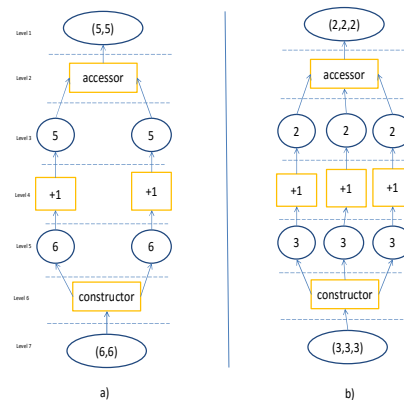 Level 1
(5,5)
(2,2,2)
Level 2
accessor
accessor
Level 3
5
5
2
2
2
Level 4
+1
+1
+1
+1
+1
Level 5
6
6
3
3
3
Level 6
constructor
constructor
Level 7
(6,6)
(3,3,3)
a)
b)